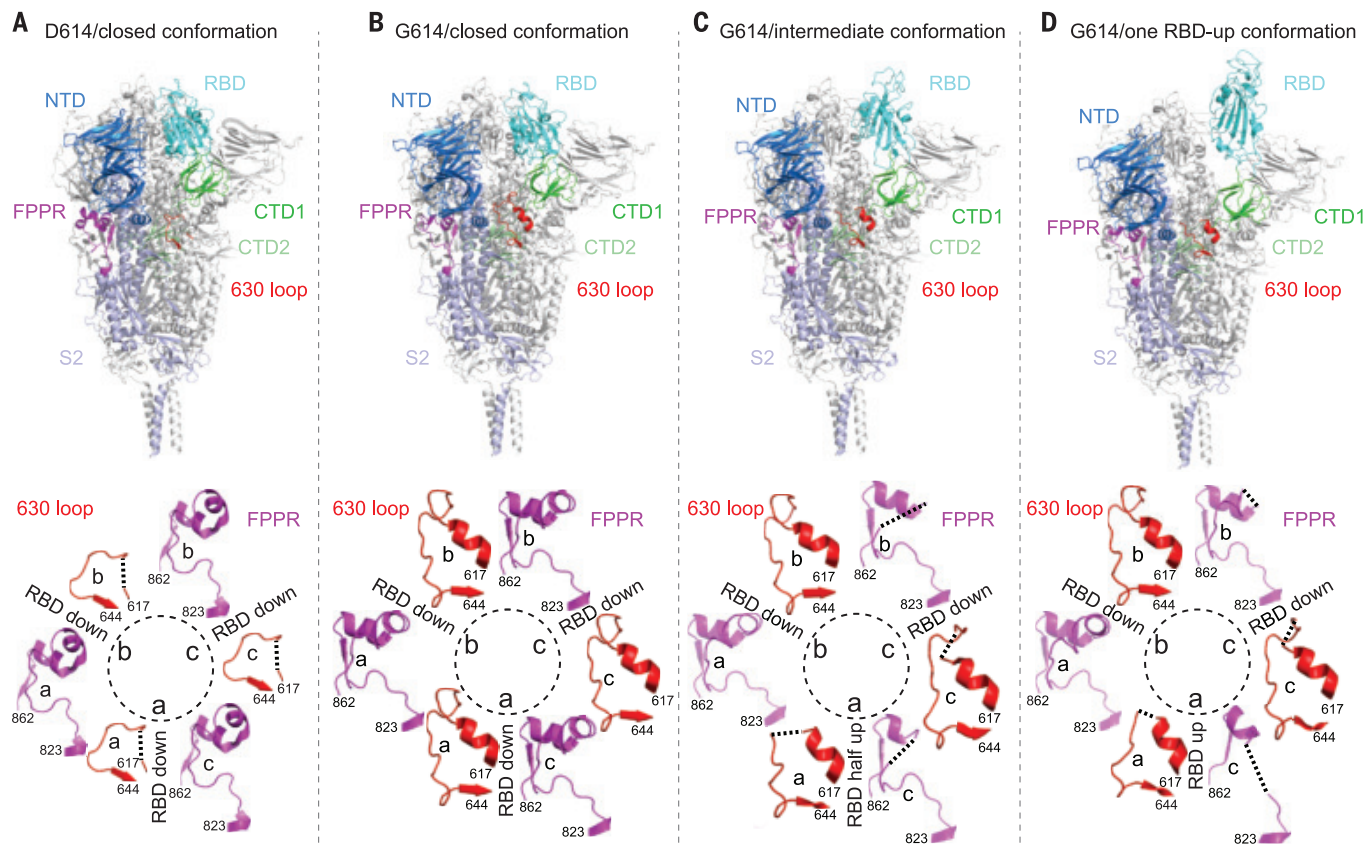 A D614/closed conformation
NTD
RBD
FPPR
CTD1
CTD2
630 loop
S2
630 loop
b
862
b
617
644
823
RBD down
RBD down
b
c
a
c
617
644
a
862
823
a
617
644
RBD down
862
c
823
B G614/closed conformation
NTD
RBD
FPPR
CTD1
CTD2
630 loop
S2
630 loop
FPPR
b
b
617
862
644
823
RBD down
RBD down
b
c
a
a
862
823
c
617
644
a
617
644
RBD down
c
862
823
C G614/intermediate conformation
NTD
RBD
FPPR
CTD1
CTD2
630 loop
S2
630 loop
FPPR
b
b
617
862
644
823
RBD down
RBD down
b
c
a
a
862
823
c
617
644
a
617
644
RBD half up
862
c
823
D G614/one RBD-up conformation
NTD
RBD
FPPR
CTD1
CTD2
630 loop
S2
630 loop
FPPR
b
b
617
862
644
823
RBD down
RBD down
b
c
a
a
862
823
c
617
644
a
617
644
RBD up
c
862
823